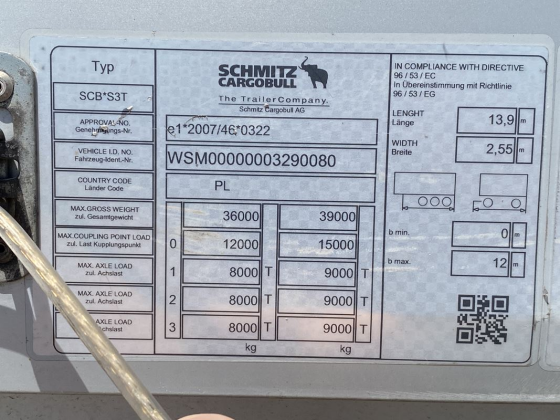 Typ
SCB*S3T
APPROVAL-NO.
Genehmigungs-Nr.
e1*2007/46*0322
VEHICLE I.D. NO.
Fahrzeug-Ident.-Nr.
WSM00000003290080
COUNTRY CODE
Länder Code
PL
SCHMITZ
CARGOBULL
The TrailerCompany.
Schmitz Cargobull AG
MAX.GROSS WEIGHT
zul. Gesamtgewicht
36000 39000
MAX.COUPLING POINT LOAD
zul. Last Kupplungspunkt
0 12000 15000
MAX. AXLE LOAD
zul. Achslast
1 8000 T 9000 T
MAX. AXLE LOAD
zul. Achslast
2 8000 T 9000 T
AXLE LOAD
Achslast
3 8000 T 9000 T
kg kg
IN COMPLIANCE WITH DIRECTIVE
96 / 53 / EC
in Übereinstimmung mit Richtlinie
96 / 53 / EG
LENGHT
Länge
13,9 m
WIDTH
Breite
2,55 m
b min. 0 m
b max. 12 m